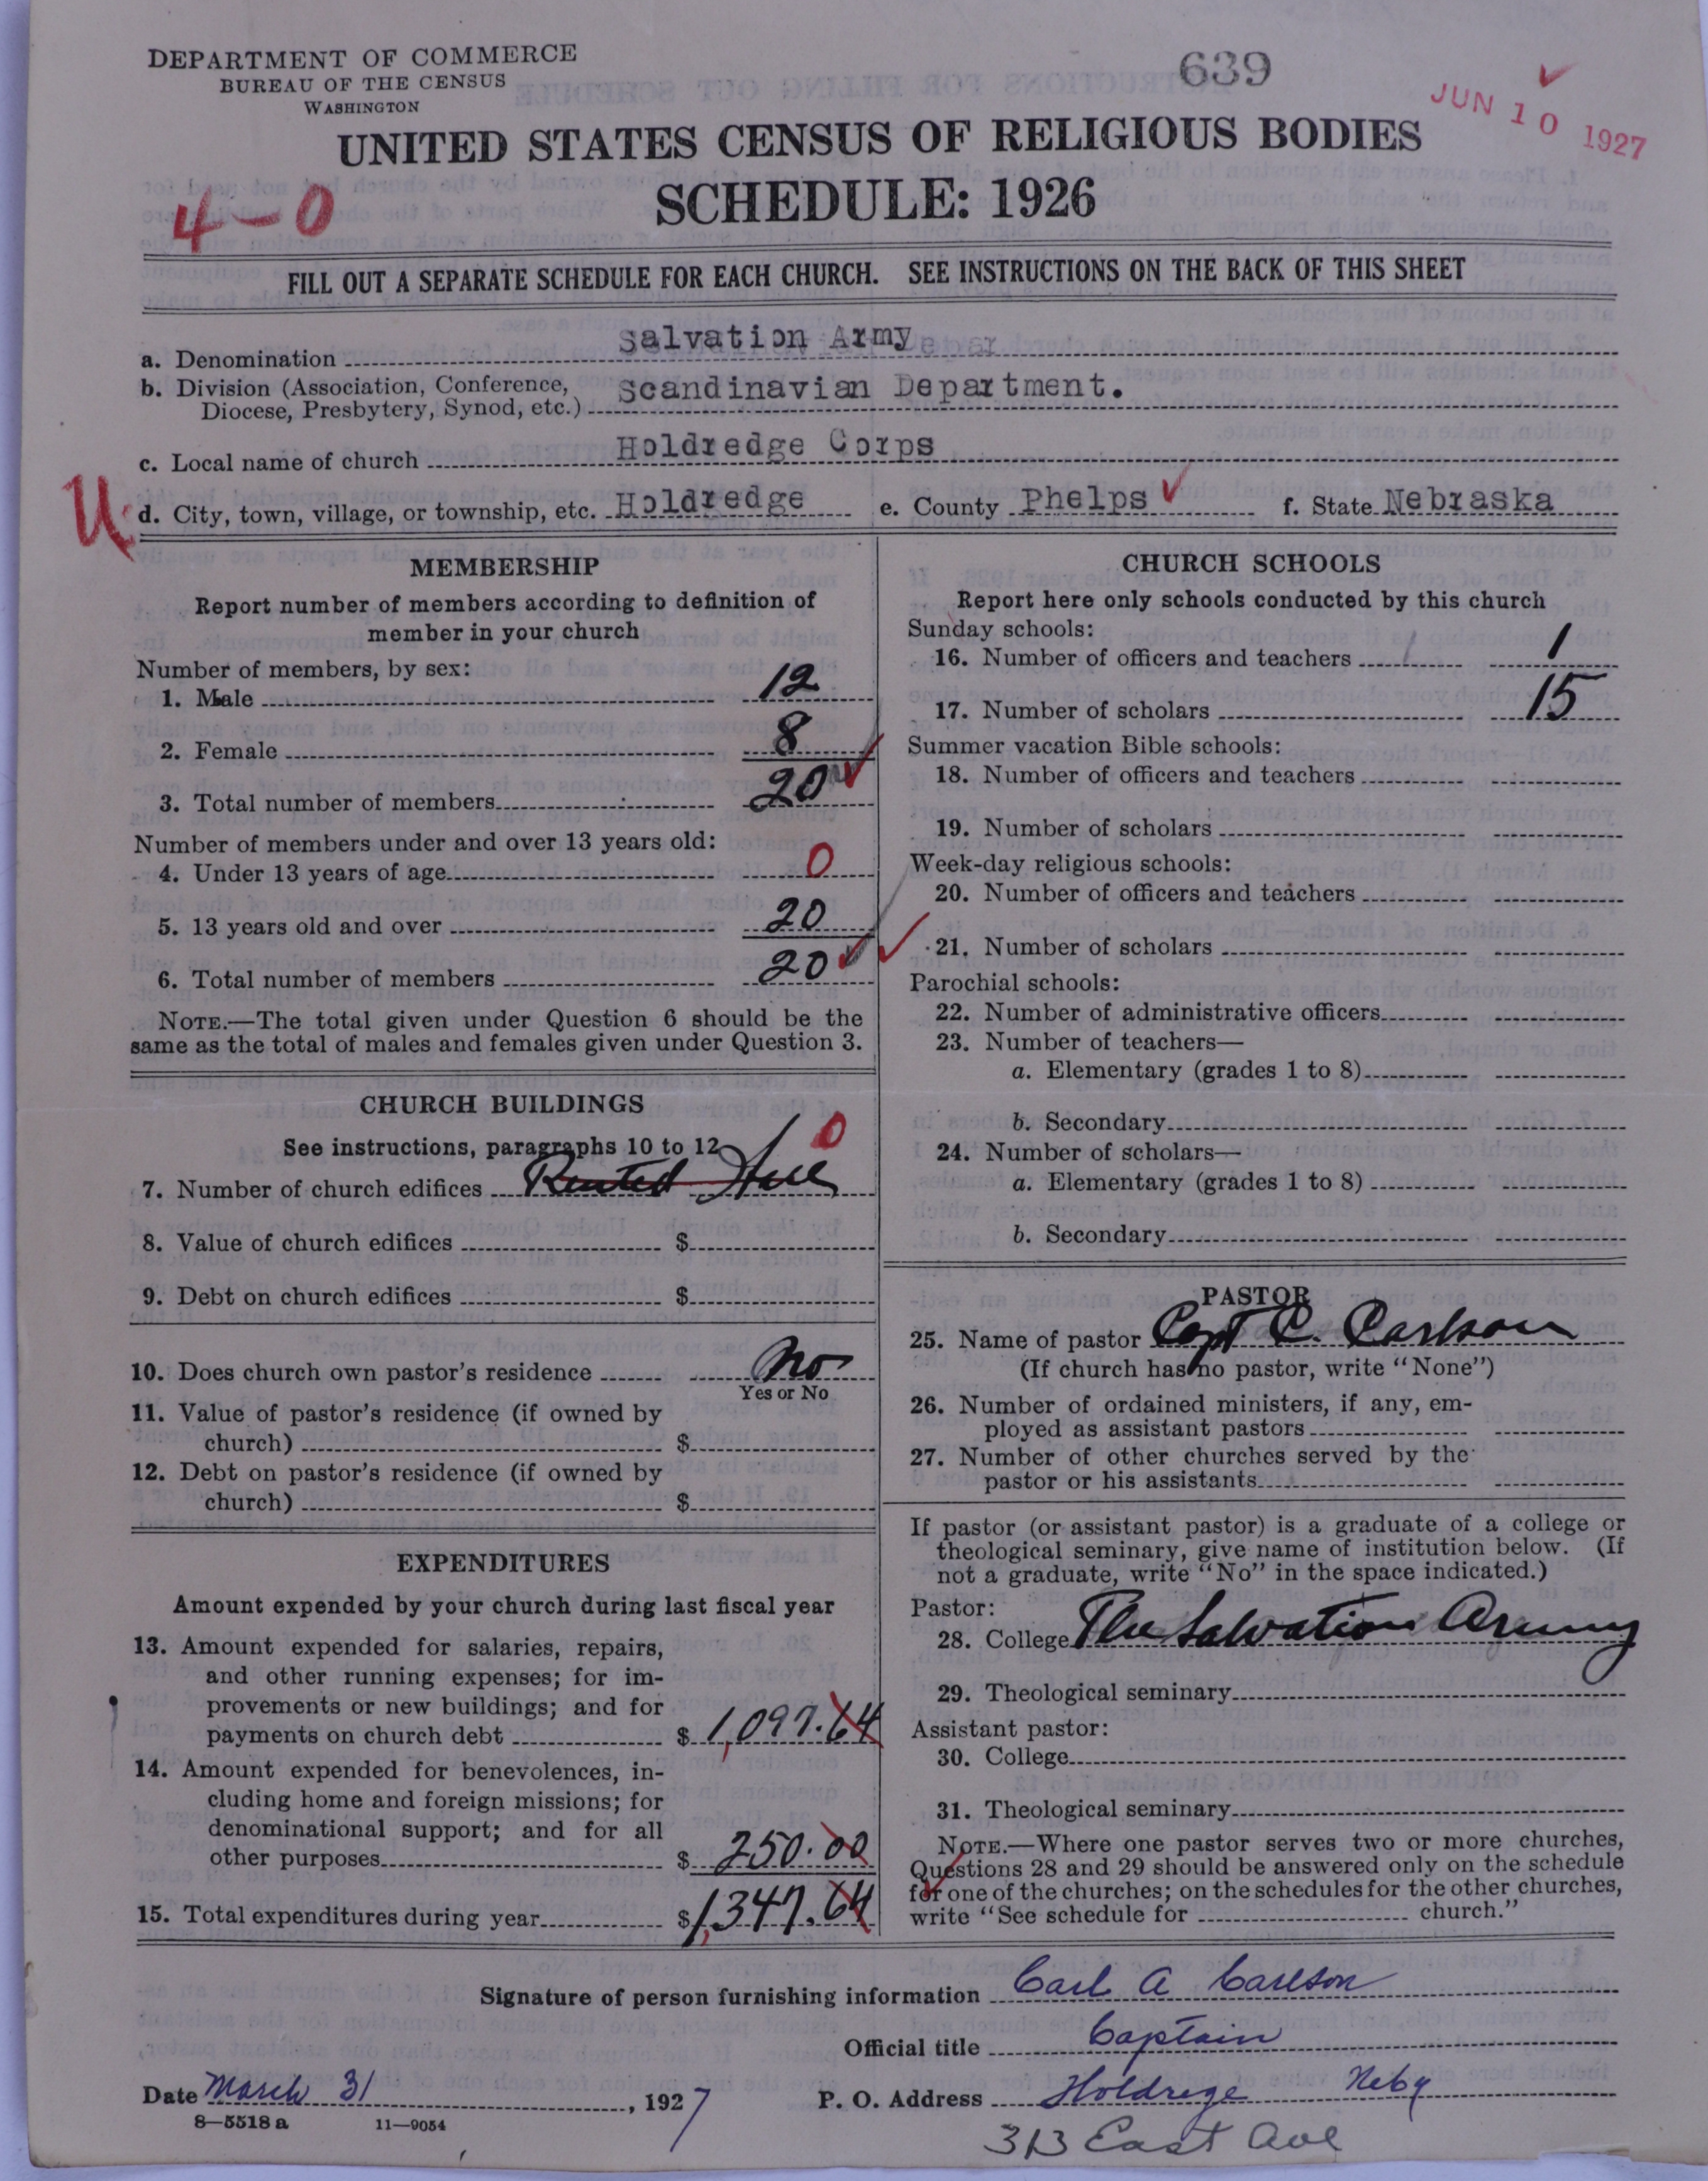 DEPARTMENT OF COMMERCE
BUREAU OF THE CENSUS
WASHINGTON
639
JUN 10 1927
UNITED STATES CENSUS OF RELIGIOUS BODIES
SCHEDULE: 1926
4-0
FILL OUT A SEPARATE SCHEDULE FOR EACH CHURCH. SEE INSTRUCTIONS ON THE BACK OF THIS SHEET
a. Denomination Salvation Army
b. Division (Association, Conference, Scandinavian Department.
Diocese, Presbytery, Synod, etc.)
c. Local name of church Holdredge Corps
U
d. City, town, village, or township, etc. Holdredge e. County Phelps f. State Nebraska
MEMBERSHIP
Report number of members according to definition of
member in your church
Number of members, by sex:
1. Male 12
2. Female 8
3. Total number of members 20
Number of members under and over 13 years old:
4. Under 13 years of age 0
5. 13 years old and over 20
6. Total number of members 20
NOTE.—The total given under Question 6 should be the
same as the total of males and females given under Question 3.
CHURCH BUILDINGS
See instructions, paragraphs 10 to 12
0
7. Number of church edifices Rented Hall
8. Value of church edifices $
9. Debt on church edifices $
10. Does church own pastor's residence No
Yes or No
11. Value of pastor's residence (if owned by
church) $
12. Debt on pastor's residence (if owned by
church) $
EXPENDITURES
Amount expended by your church during last fiscal year
13. Amount expended for salaries, repairs,
and other running expenses; for im-
provements or new buildings; and for
payments on church debt $ 1,097.64
14. Amount expended for benevolences, in-
cluding home and foreign missions; for
denominational support; and for all
other purposes $ 250.00
15. Total expenditures during year $ 1,347.64
CHURCH SCHOOLS
Report here only schools conducted by this church
Sunday schools:
16. Number of officers and teachers 1
17. Number of scholars 15
Summer vacation Bible schools:
18. Number of officers and teachers
19. Number of scholars
Week-day religious schools:
20. Number of officers and teachers
21. Number of scholars
Parochial schools:
22. Number of administrative officers
23. Number of teachers—
a. Elementary (grades 1 to 8)
b. Secondary
24. Number of scholars—
a. Elementary (grades 1 to 8)
b. Secondary
PASTOR
25. Name of pastor Capt C. Carlson
(If church has no pastor, write "None")
26. Number of ordained ministers, if any, em-
ployed as assistant pastors
27. Number of other churches served by the
pastor or his assistants
If pastor (or assistant pastor) is a graduate of a college or
theological seminary, give name of institution below. (If
not a graduate, write "No" in the space indicated.)
Pastor:
28. College The Salvation Army
29. Theological seminary
Assistant pastor:
30. College
31. Theological seminary
NOTE.—Where one pastor serves two or more churches,
Questions 28 and 29 should be answered only on the schedule
for one of the churches; on the schedules for the other churches,
write "See schedule for church."
Signature of person furnishing information Carl A Carlson
Official title Captain
Date March 31, 1927 P. O. Address Holdrege Neby
8—5518 a 11—9054
313 East Ave